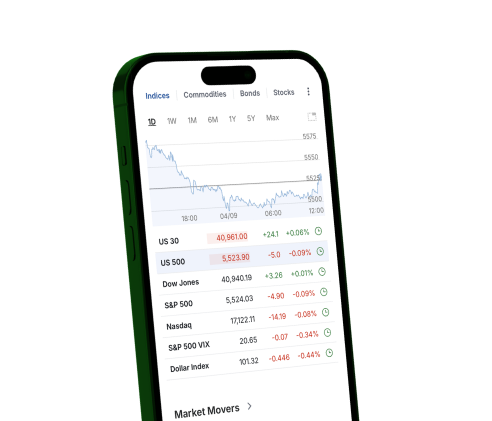 Indices Commodities Bonds Stocks
1D 1W 1M 6M 1Y 5Y Max
5575
5550
5525
5500
18:00 04/09 06:00 12:00
US 30 40,961.00 +24.1 +0.06%
US 500 5,523.90 -5.0 -0.09%
Dow Jones 40,940.19 +3.26 +0.01%
S&P 500 5,524.03 -4.90 -0.09%
Nasdaq 17,122.11 -14.19 -0.08%
S&P 500 VIX 20.65 -0.07 -0.34%
Dollar Index 101.32 -0.446 -0.44%
Market Movers >